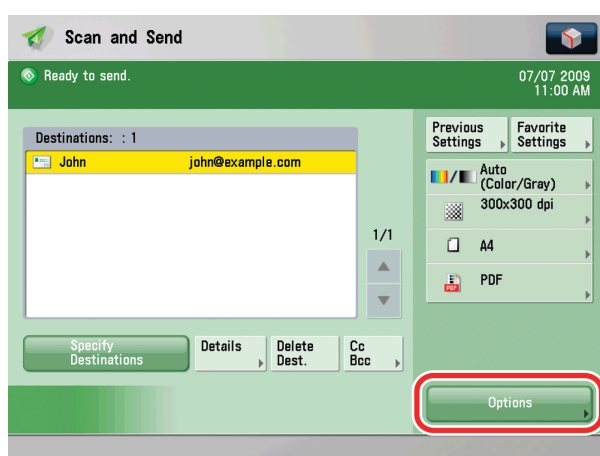 Scan and Send
Ready to send.
07/07 2009
11:00 AM
Destinations: : 1
John john@example.com
1/1
Specify
Destinations
Details
Delete
Dest.
Cc
Bcc
Previous
Settings
Favorite
Settings
Auto
(Color/Gray)
300x300 dpi
A4
PDF
PDF
Options